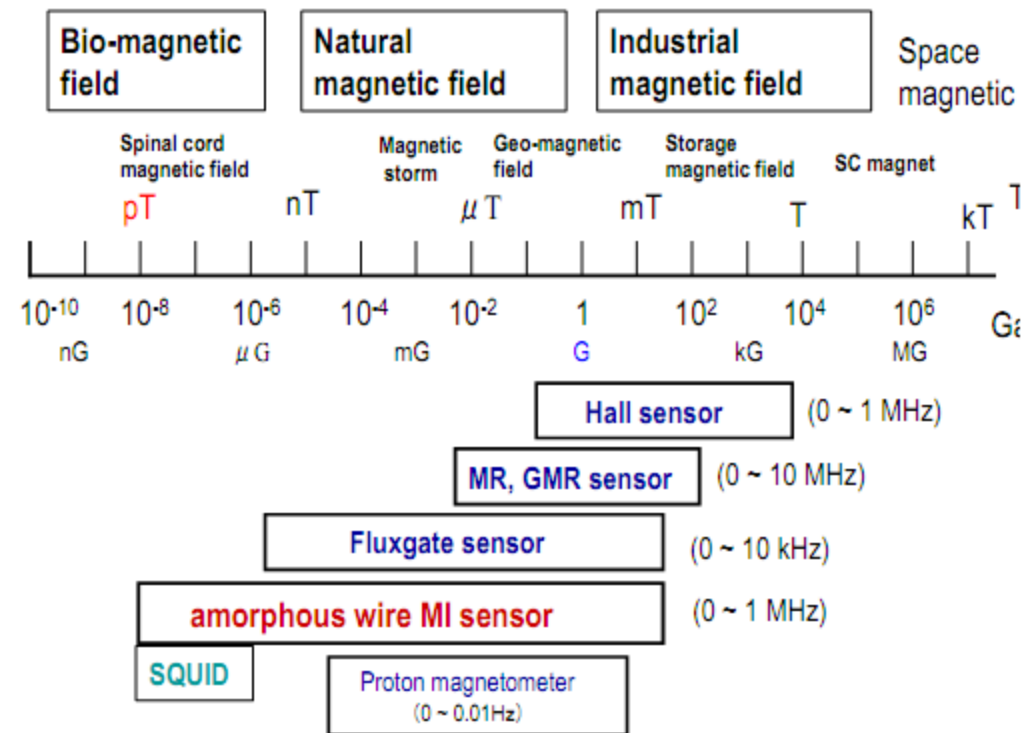 Bio-magnetic
field
Natural
magnetic field
Industrial
magnetic field
Space
magnetic
Spinal cord
magnetic field
Magnetic
storm
Geo-magnetic
field
Storage
magnetic field
SC magnet
pT
nT
μT
mT
T
kT
T
10⁻¹⁰ 10⁻⁸ 10⁻⁶ 10⁻⁴ 10⁻² 1 10² 10⁴ 10⁶ Ga
nG μG mG G kG MG
Hall sensor (0 ~ 1 MHz)
MR, GMR sensor (0 ~ 10 MHz)
Fluxgate sensor (0 ~ 10 kHz)
amorphous wire MI sensor (0 ~ 1 MHz)
SQUID
Proton magnetometer
(0 ~ 0.01Hz)